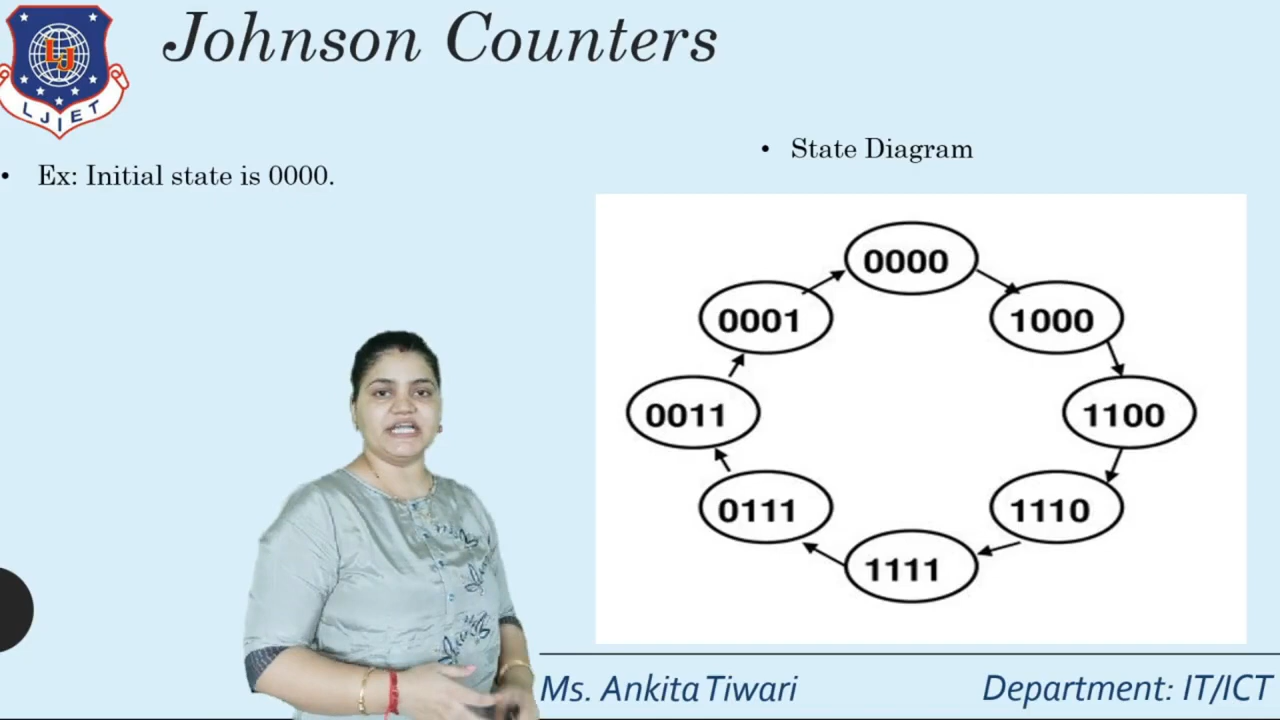 Johnson Counters
LJ
LJIET
• Ex: Initial state is 0000.
• State Diagram
0000
1000
1100
1110
1111
0111
0011
0001
Ms. Ankita Tiwari
Department: IT/ICT